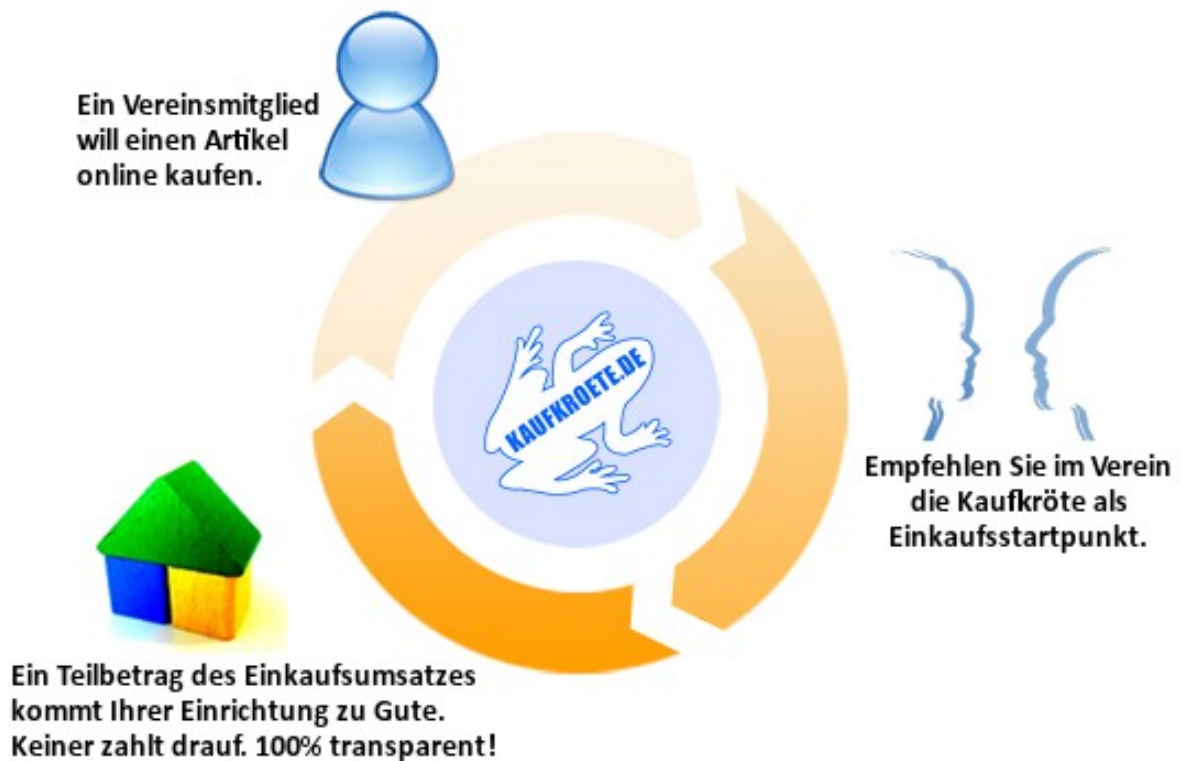 Ein Vereinsmitglied
will einen Artikel
online kaufen.
KAUFKROETE.DE
Empfehlen Sie im Verein
die Kaufkröte als
Einkaufsstartpunkt.
Ein Teilbetrag des Einkaufsumsatzes
kommt Ihrer Einrichtung zu Gute.
Keiner zahlt drauf. 100% transparent!